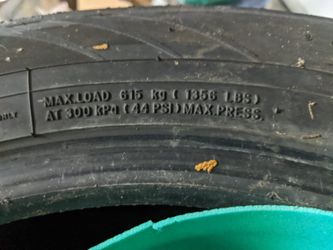 MAX.LOAD 615 kg ( 1356 LBS)
AT 300 KPa (44 PSI) MAX.PRESS.